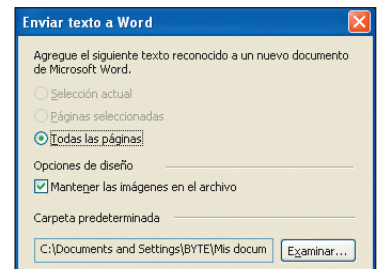 Enviar texto a Word
Agregue el siguiente texto reconocido a un nuevo documento
de Microsoft Word.
Selección actual
Páginas seleccionadas
Todas las páginas
Opciones de diseño
Mantener las imágenes en el archivo
Carpeta predeterminada
C:\Documents and Settings\BYTE\Mis docum
Examinar...